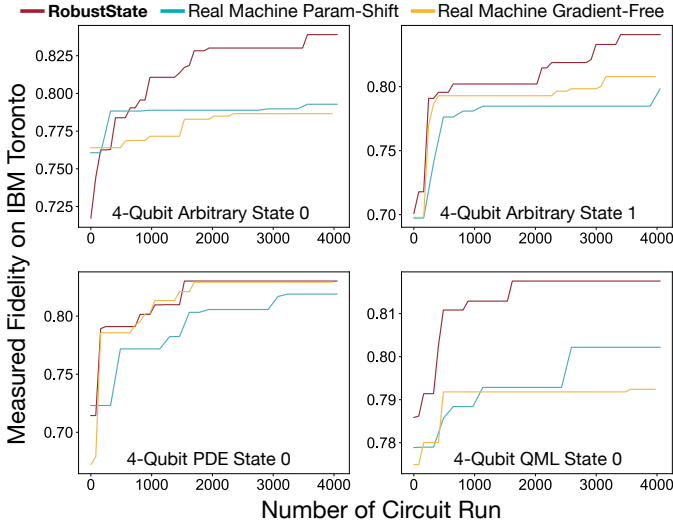 RobustState Real Machine Param-Shift Real Machine Gradient-Free
Measured Fidelity on IBM Toronto
0.825
0.800
0.775
0.750
0.725
4-Qubit Arbitrary State 0
0 1000 2000 3000 4000
0.80
0.75
0.70
4-Qubit Arbitrary State 1
0 1000 2000 3000 4000
0.80
0.75
0.70
4-Qubit PDE State 0
0 1000 2000 3000 4000
0.81
0.80
0.79
0.78
4-Qubit QML State 0
0 1000 2000 3000 4000
Number of Circuit Run